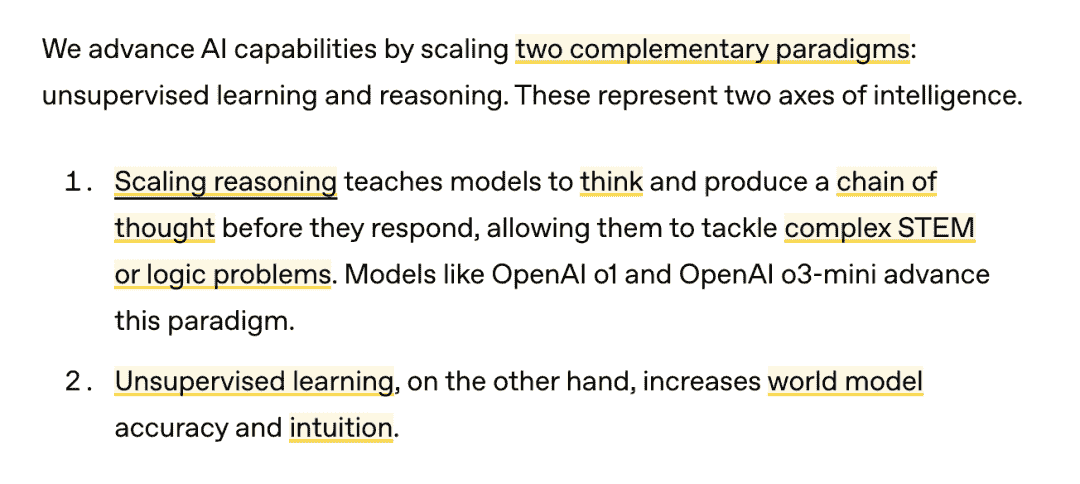 We advance AI capabilities by scaling two complementary paradigms:
unsupervised learning and reasoning. These represent two axes of intelligence.
1. Scaling reasoning teaches models to think and produce a chain of
thought before they respond, allowing them to tackle complex STEM
or logic problems. Models like OpenAI o1 and OpenAI o3-mini advance
this paradigm.
2. Unsupervised learning, on the other hand, increases world model
accuracy and intuition.